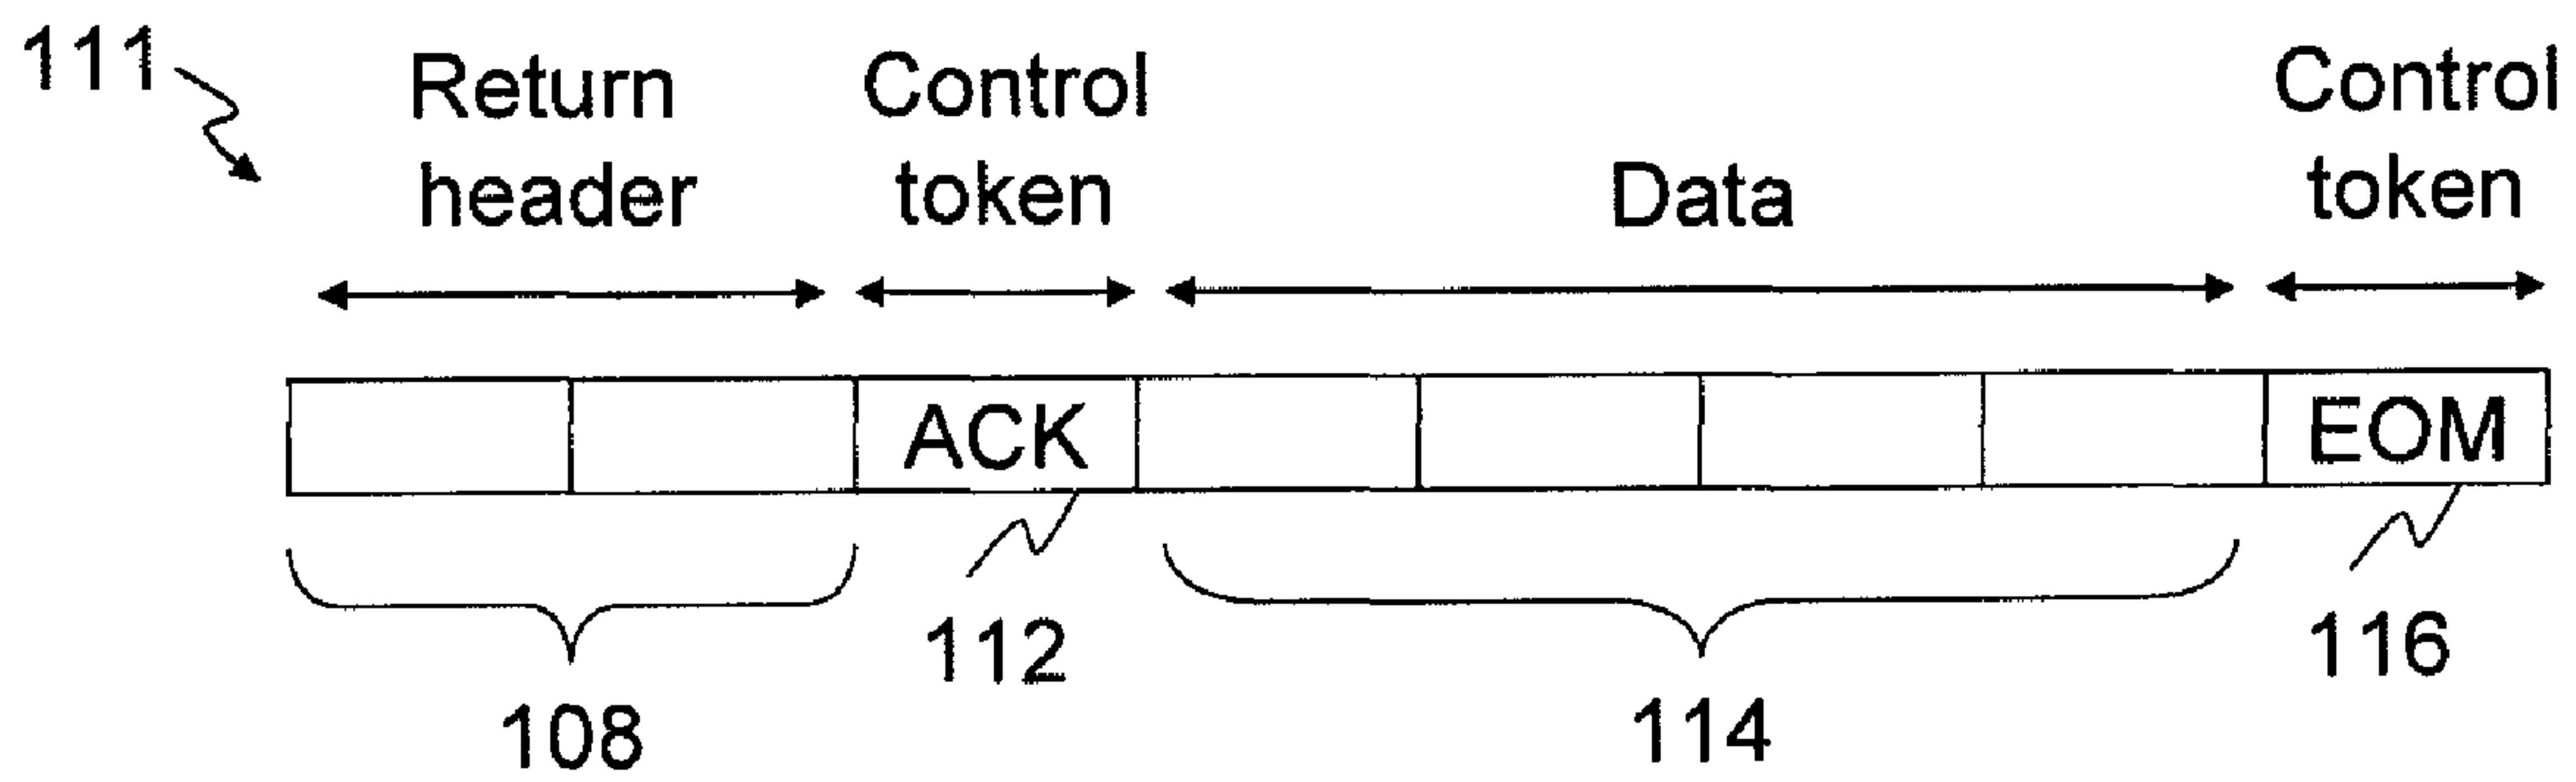 111
Return
header
Control
token
Data
Control
token
ACK
EOM
108
112
114
116